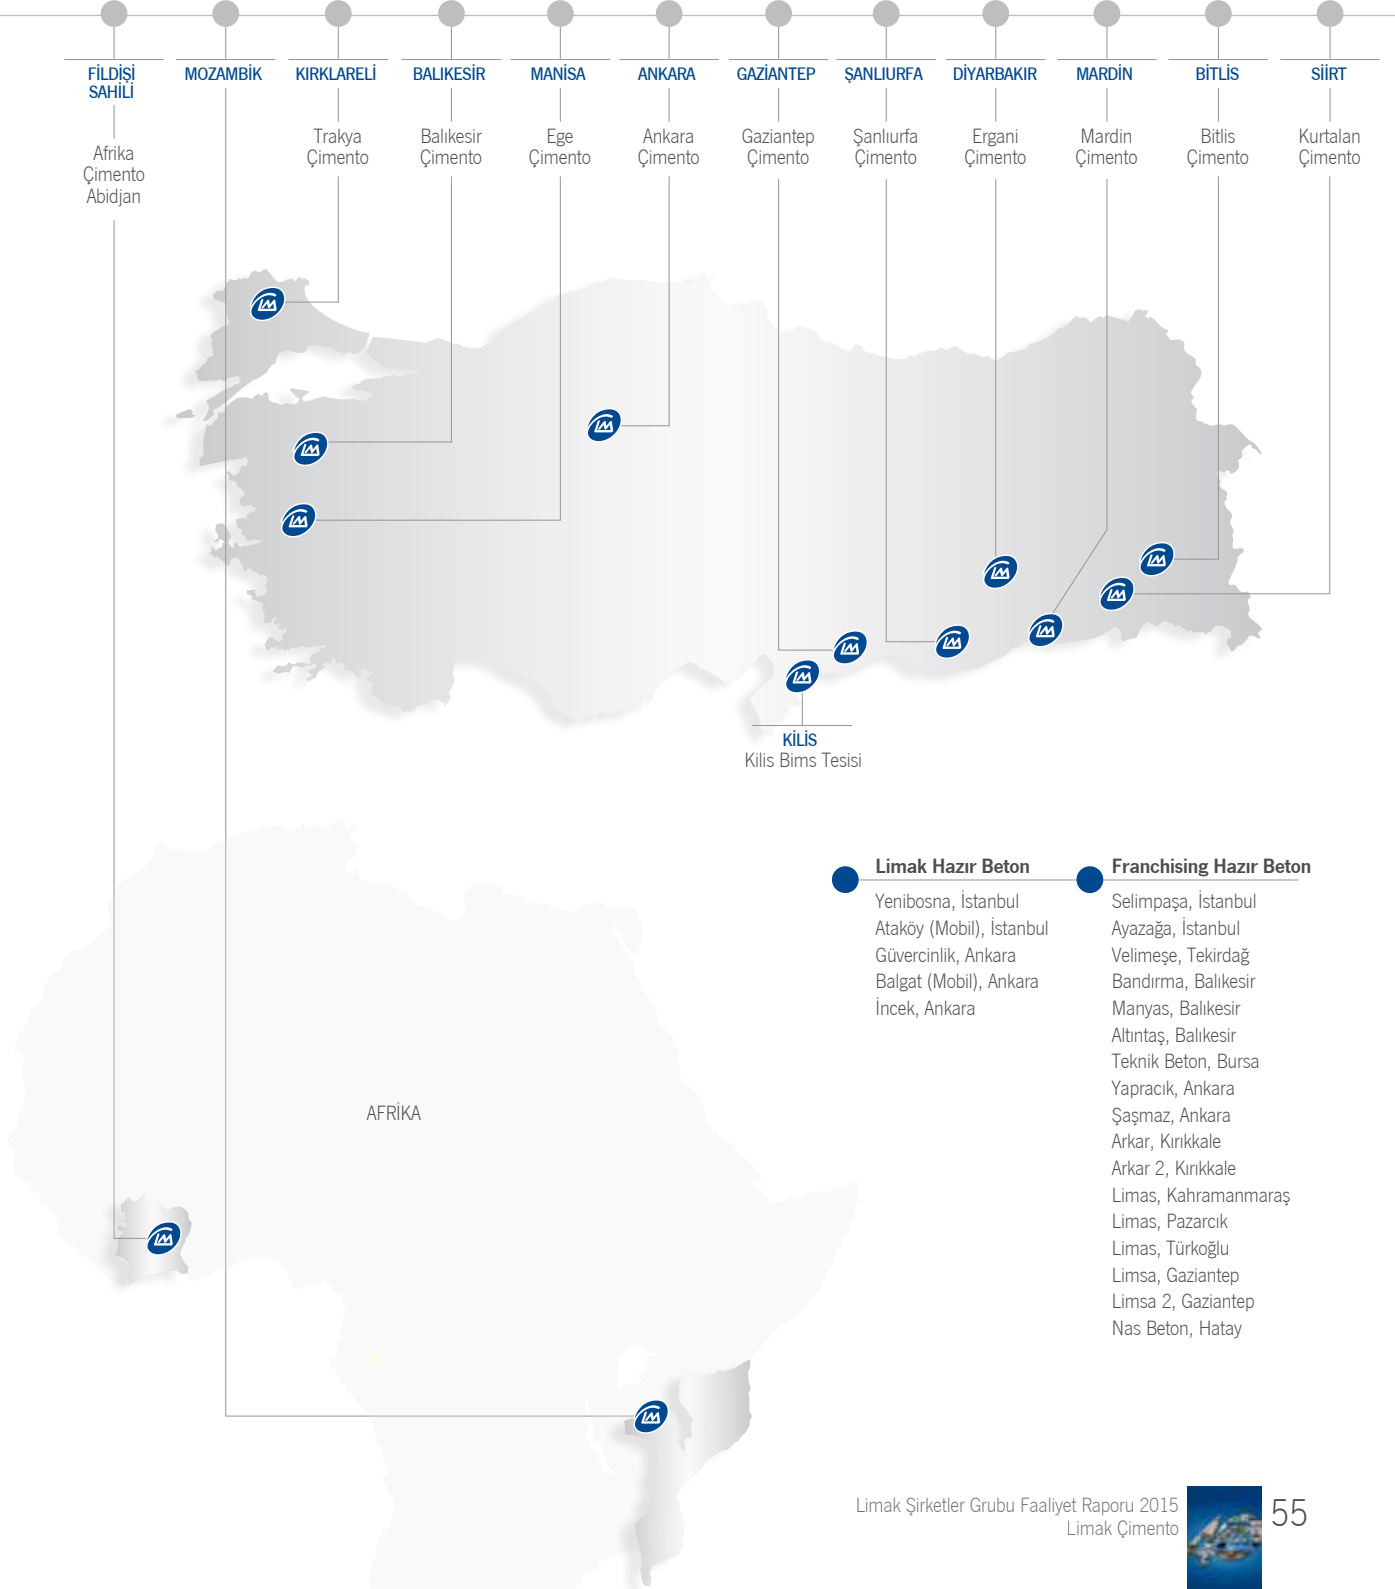 FİLDİŞİ
SAHİLİ
MOZAMBİK
KIRKLARELİ
BALIKESİR
MANİSA
ANKARA
GAZİANTEP
ŞANLIURFA
DİYARBAKIR
MARDİN
BİTLİS
SİİRT
Afrika
Çimento
Abidjan
Trakya
Çimento
Balıkesir
Çimento
Ege
Çimento
Ankara
Çimento
Gaziantep
Çimento
Şanlıurfa
Çimento
Ergani
Çimento
Mardin
Çimento
Bitlis
Çimento
Kurtalan
Çimento
KİLİS
Kilis Bims Tesisi
AFRİKA
Limak Hazır Beton
Yenibosna, İstanbul
Ataköy (Mobil), İstanbul
Güvercinlik, Ankara
Balgat (Mobil), Ankara
İncek, Ankara
Franchising Hazır Beton
Selimpaşa, İstanbul
Ayazağa, İstanbul
Velimeşe, Tekirdağ
Bandırma, Balıkesir
Manyas, Balıkesir
Altıntaş, Balıkesir
Teknik Beton, Bursa
Yapracık, Ankara
Şaşmaz, Ankara
Arkar, Kırıkkale
Arkar 2, Kırıkkale
Limas, Kahramanmaraş
Limas, Pazarcık
Limas, Türkoğlu
Limsa, Gaziantep
Limsa 2, Gaziantep
Nas Beton, Hatay
Limak Şirketler Grubu Faaliyet Raporu 2015
Limak Çimento
55